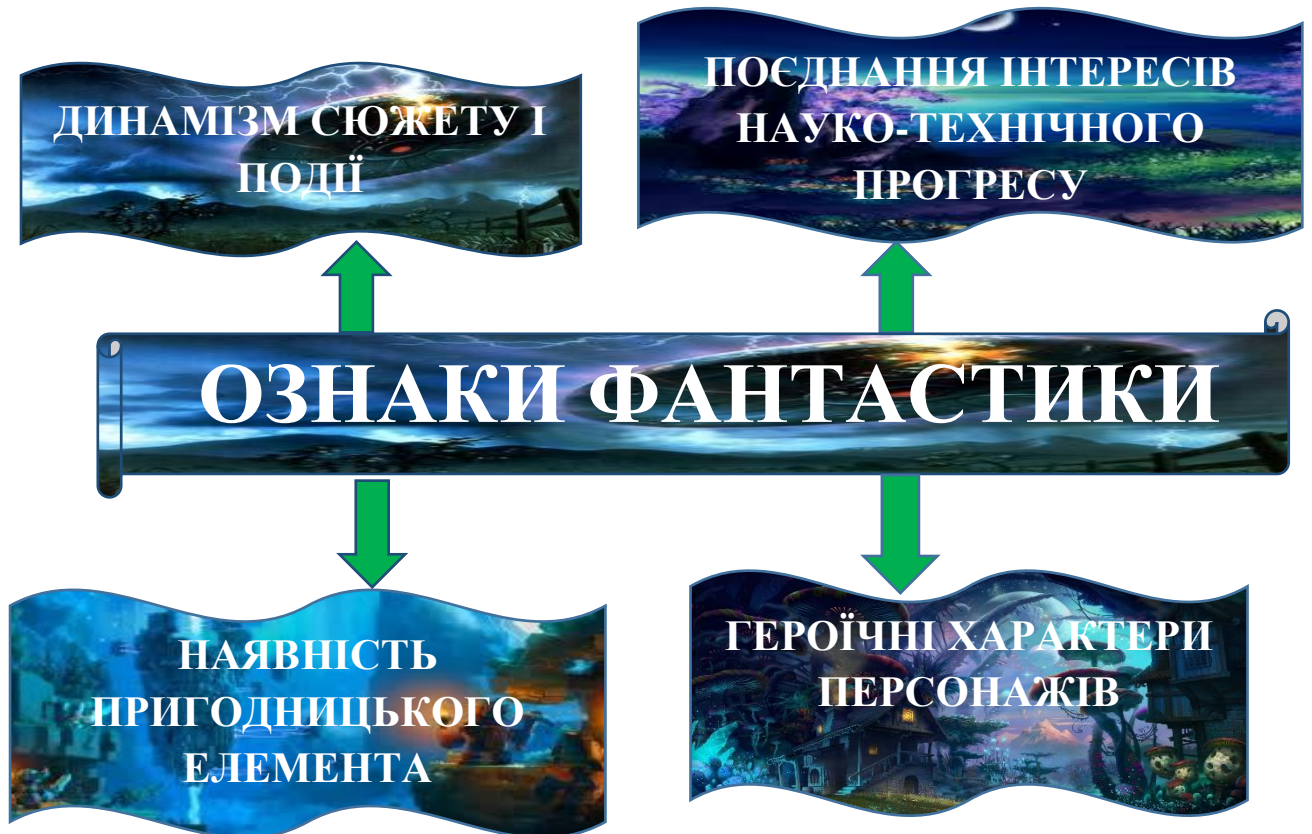 ДИНАМІЗМ СЮЖЕТУ І
ПОДІЇ
ПОЄДНАННЯ ІНТЕРЕСІВ
НАУКО-ТЕХНІЧНОГО
ПРОГРЕСУ
ОЗНАКИ ФАНТАСТИКИ
НАЯВНІСТЬ
ПРИГОДНИЦЬКОГО
ЕЛЕМЕНТА
ГЕРОЇЧНІ ХАРАКТЕРИ
ПЕРСОНАЖІВ